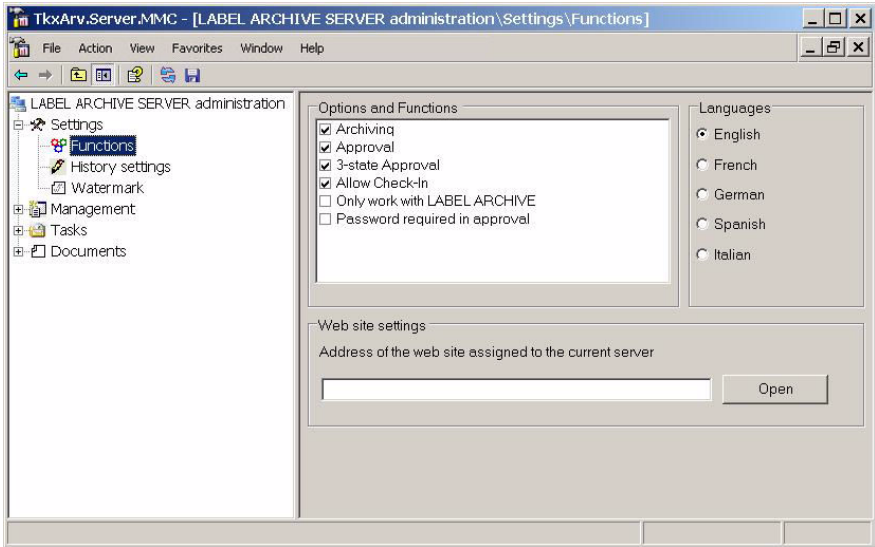 TkxArv.Server.MMC - [LABEL ARCHIVE SERVER administration\Settings\Functions]
File Action View Favorites Window Help
LABEL ARCHIVE SERVER administration
Settings
Functions
History settings
Watermark
Management
Tasks
Documents
Options and Functions
Archiving
Approval
3-state Approval
Allow Check-In
Only work with LABEL ARCHIVE
Password required in approval
Languages
English
French
German
Spanish
Italian
Web site settings
Address of the web site assigned to the current server
Open